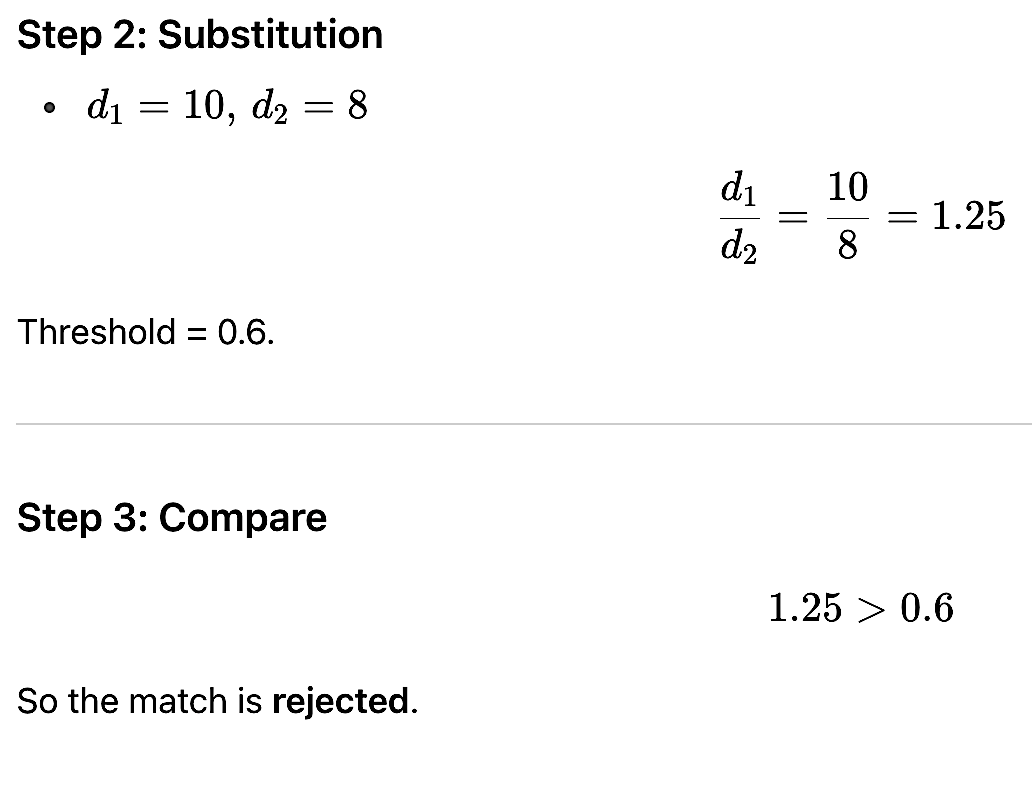 Step 2: Substitution
• d₁ = 10, d₂ = 8
d₁/d₂ = 10/8 = 1.25
Threshold = 0.6.
Step 3: Compare
1.25 > 0.6
So the match is rejected.